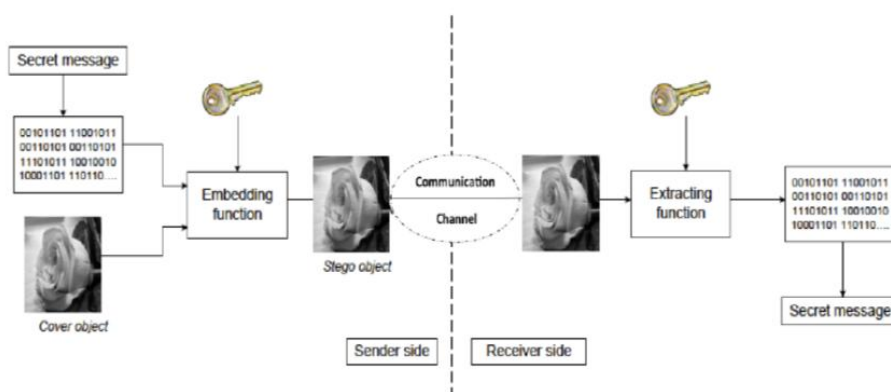 Secret message
00101101 11001011
00110101 00110101
11101011 10010010
10001101 110110....
Cover object
Embedding
function
Stego object
Communication
Channel
Sender side
Receiver side
Extracting
function
00101101 11001011
00110101 00110101
11101011 10010010
10001101 110110....
Secret message